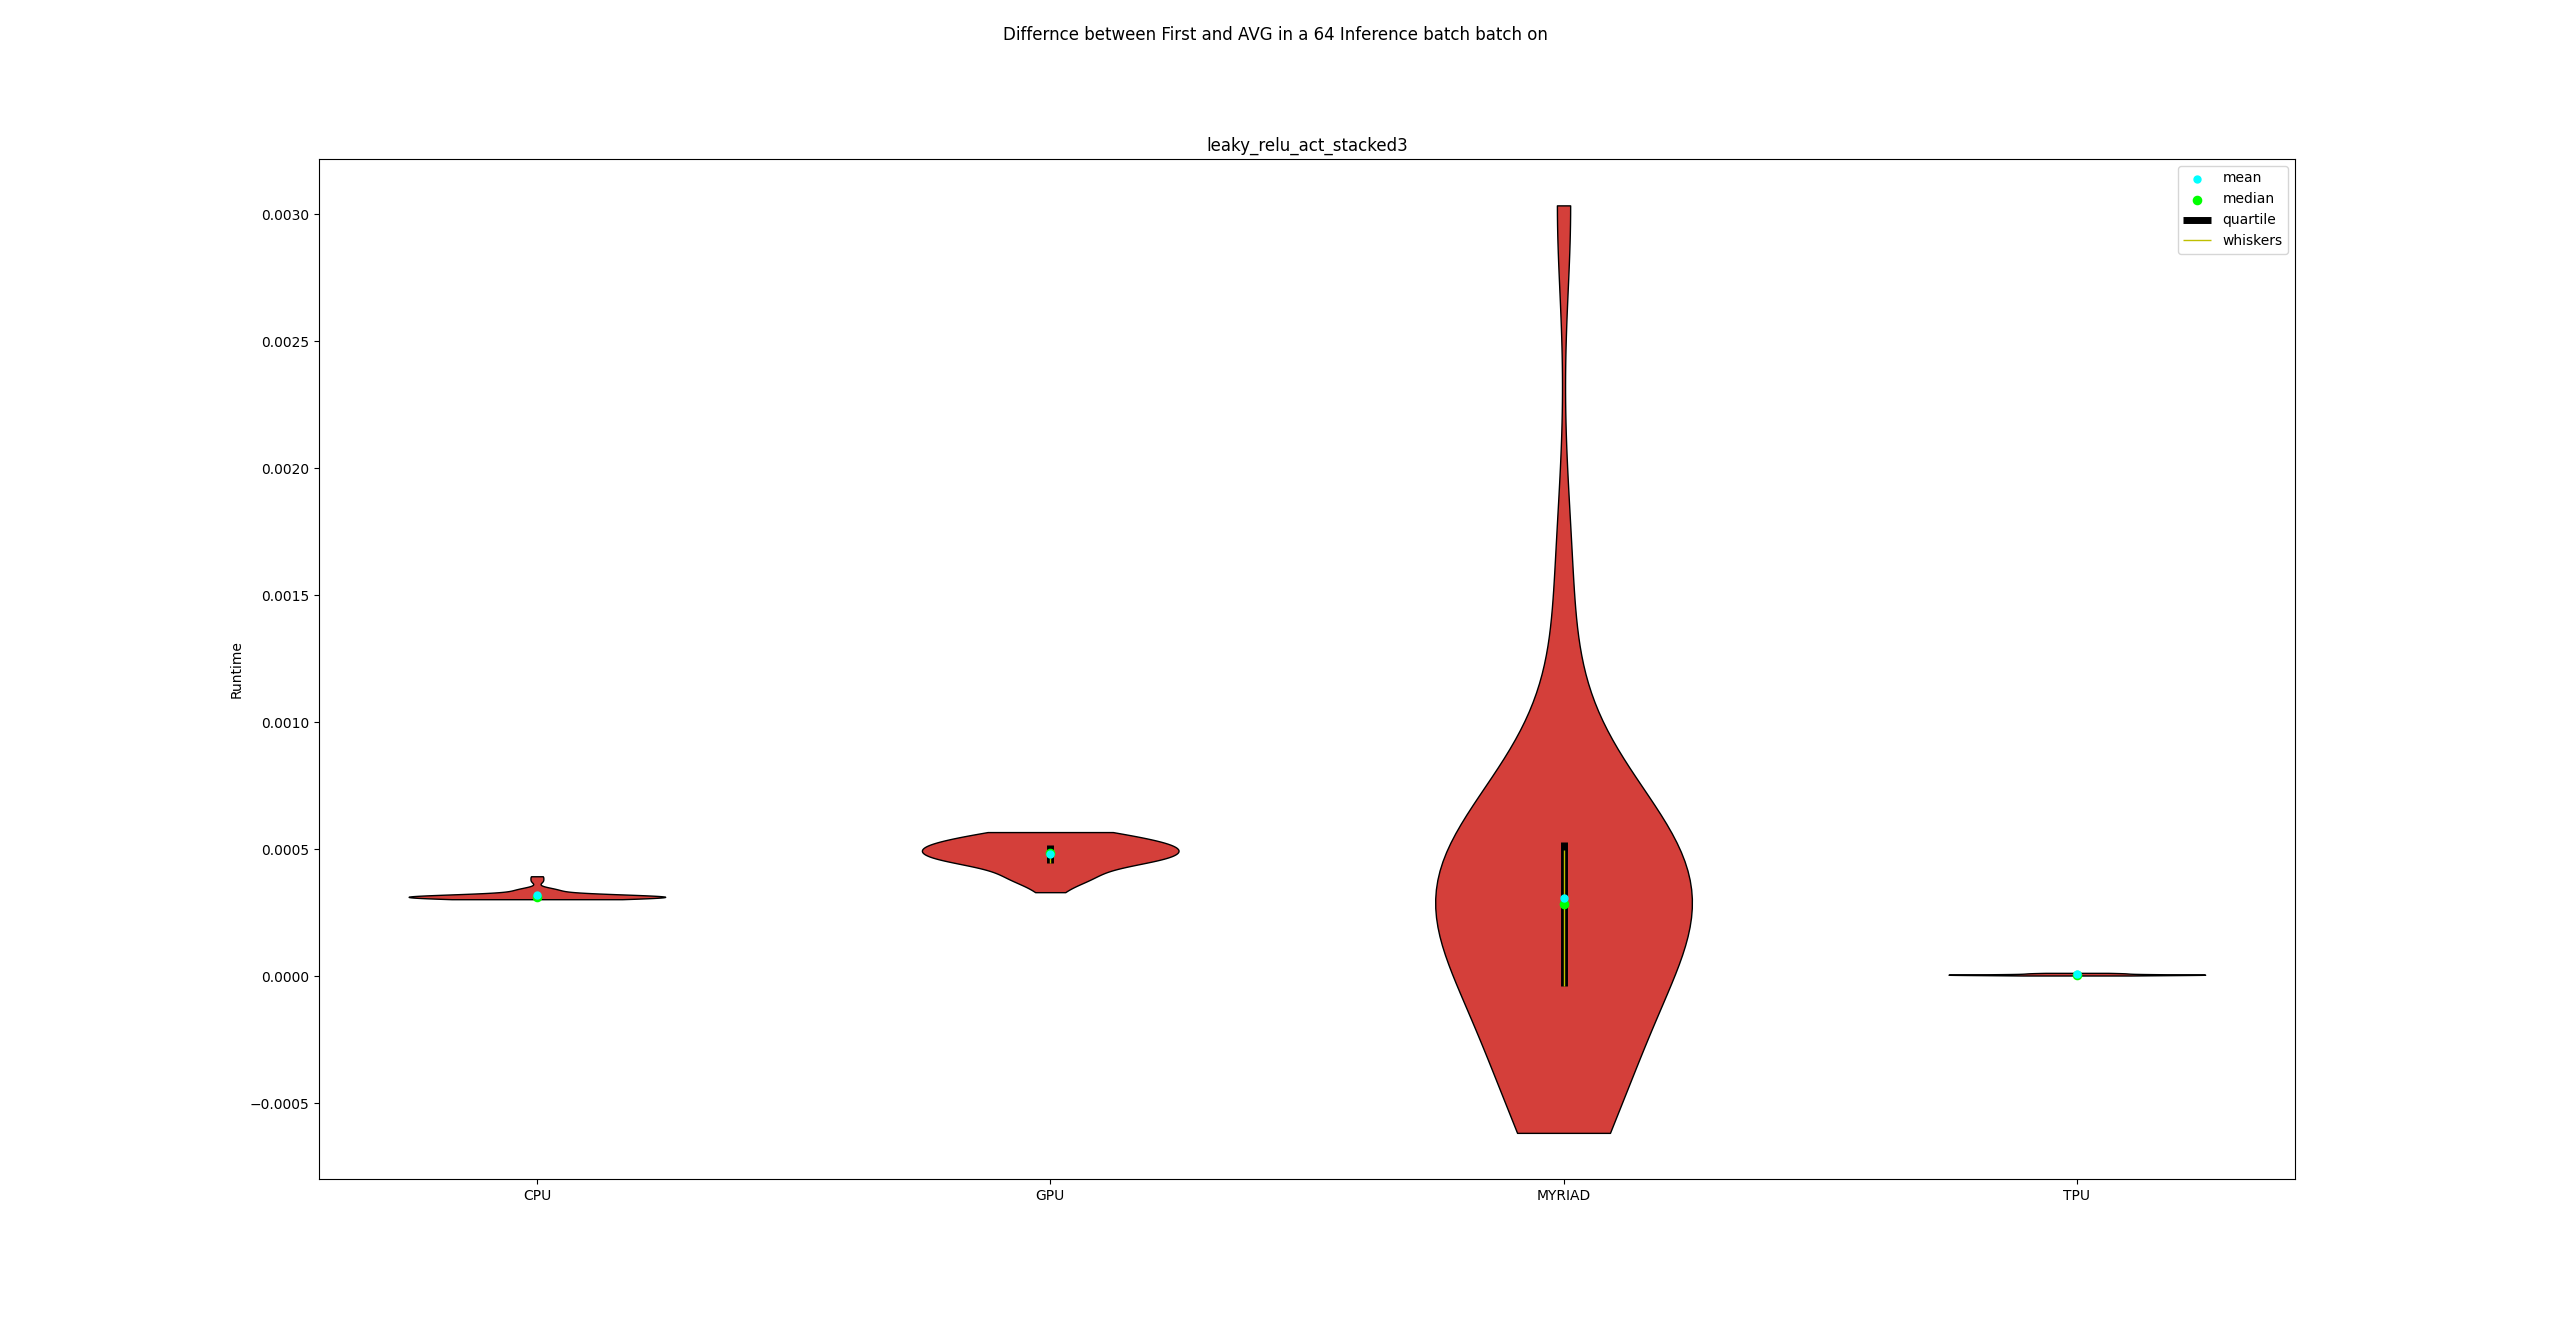 Differnce between First and AVG in a 64 Inference batch batch on
leaky_relu_act_stacked3
mean
median
quartile
whiskers
0.0030
0.0025
0.0020
0.0015
0.0010
0.0005
0.0000
−0.0005
Runtime
CPU
GPU
MYRIAD
TPU